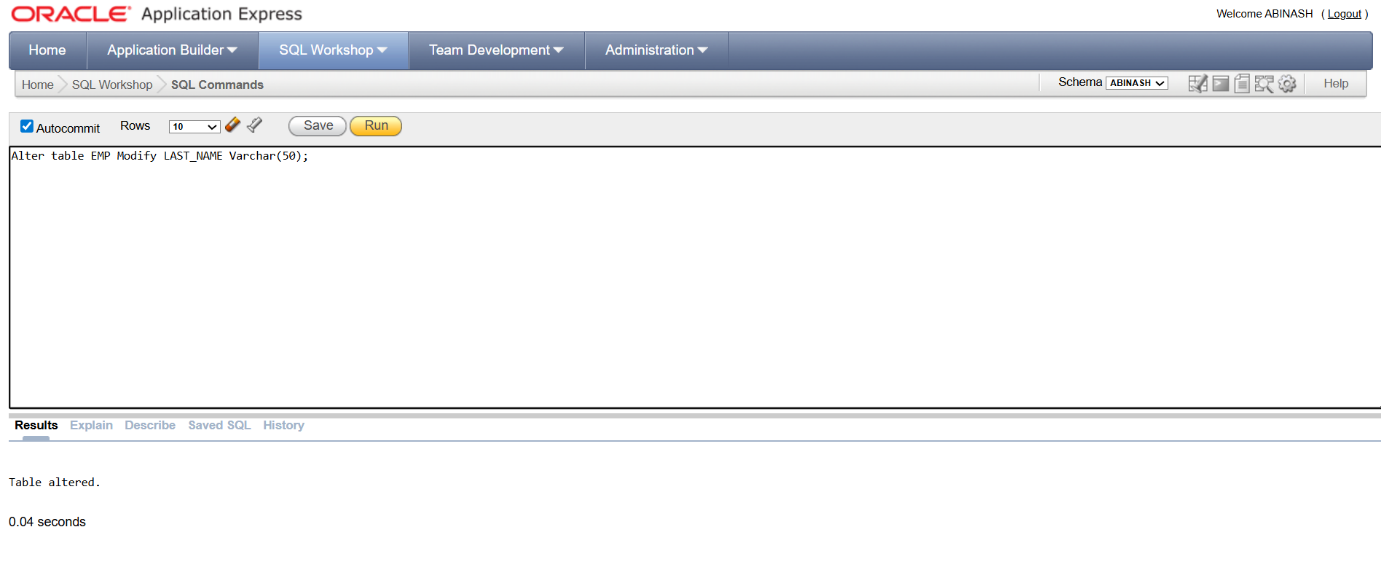 ORACLE Application Express
Welcome ABINASH ( Logout )
Home Application Builder SQL Workshop Team Development Administration
Home SQL Workshop SQL Commands Schema ABINASH Help
Autocommit Rows 10 Save Run
Alter table EMP Modify LAST_NAME Varchar(50);
Results Explain Describe Saved SQL History
Table altered.
0.04 seconds